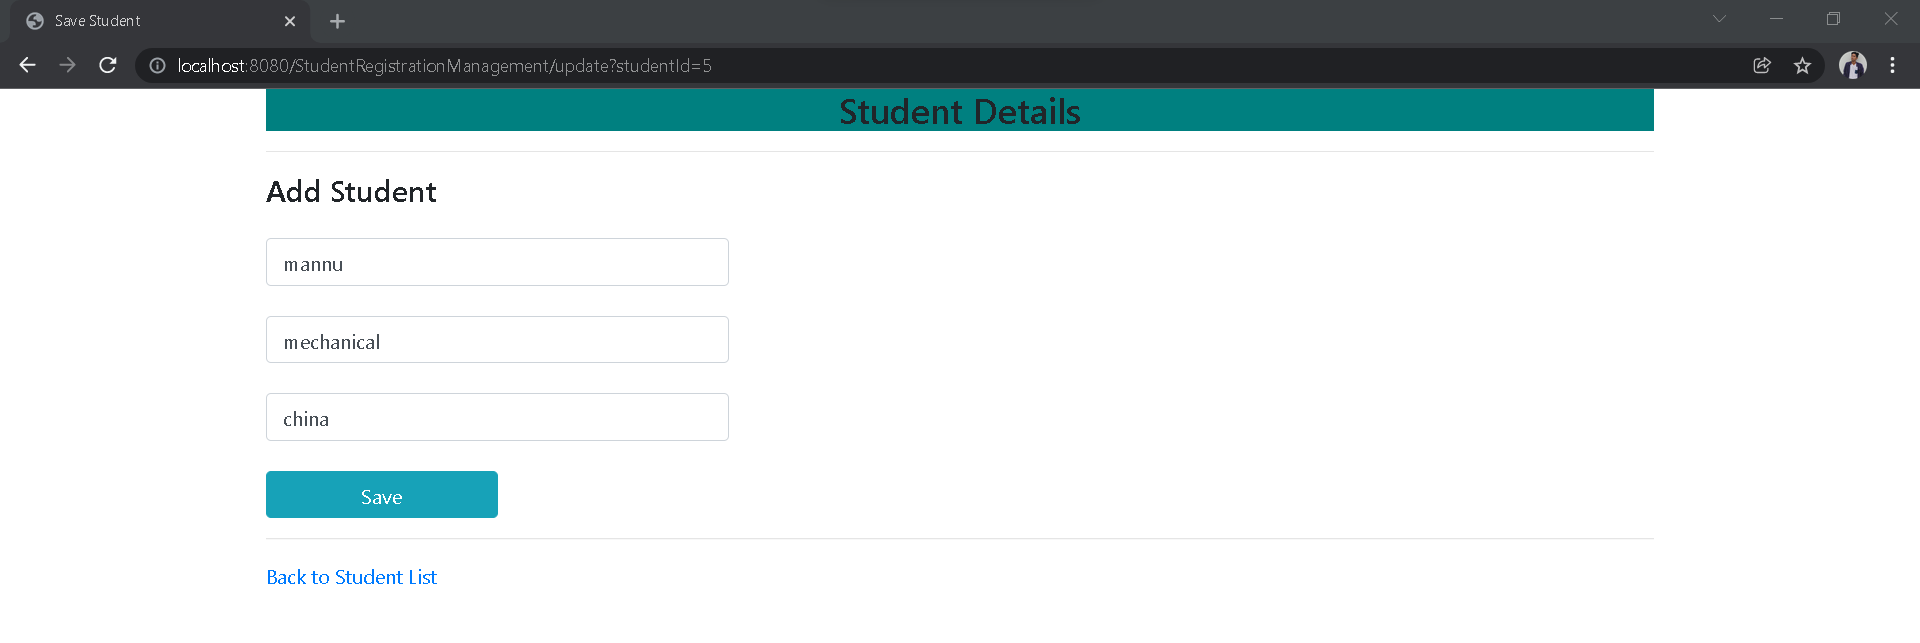 Save Student
localhost:8080/StudentRegistrationManagement/update?studentId=5
Student Details
Add Student
mannu
mechanical
china
Save
Back to Student List